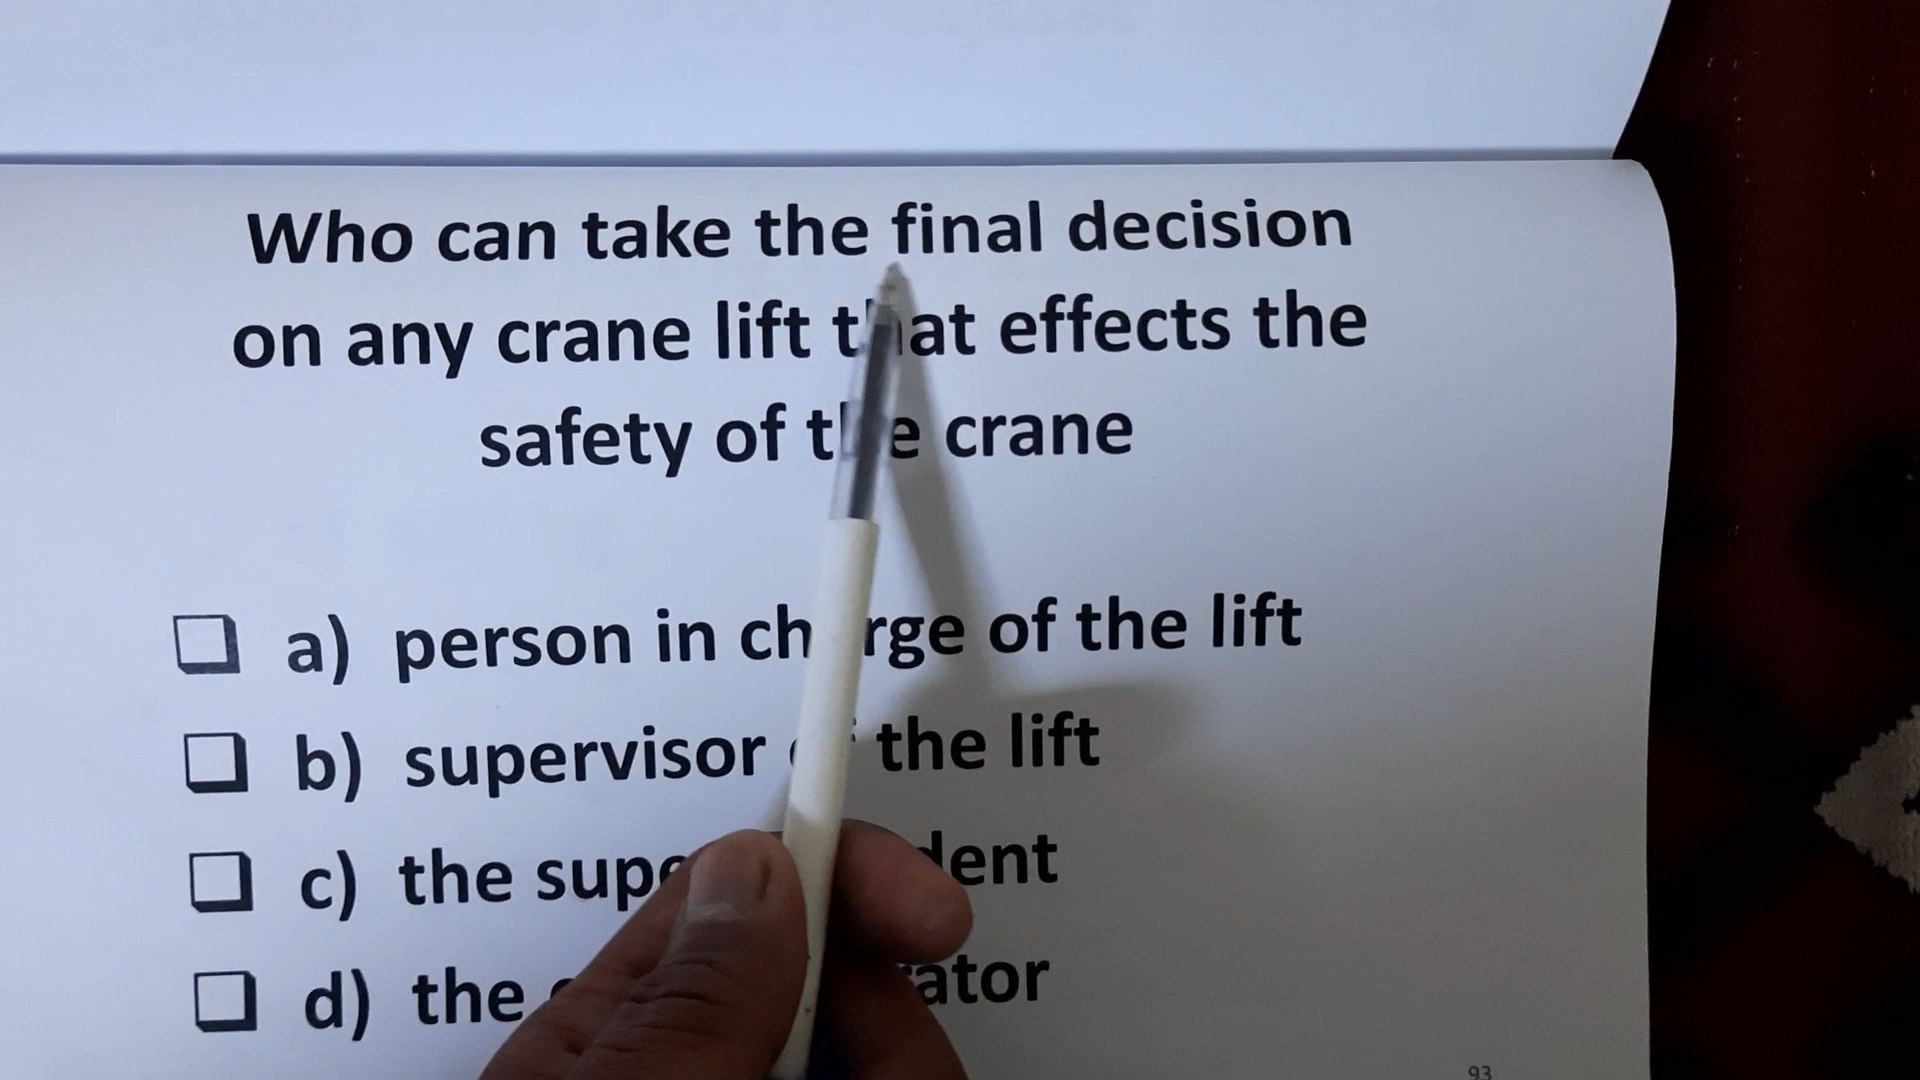 Who can take the final decision
on any crane lift that effects the
safety of the crane
a) person in charge of the lift
b) supervisor of the lift
c) the
d) the
93